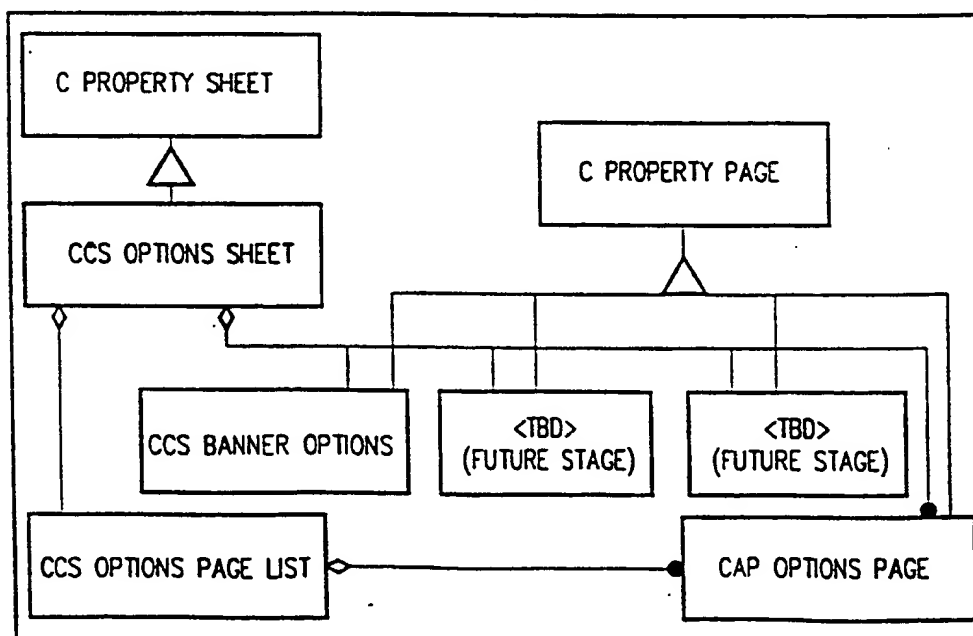 C PROPERTY SHEET
C PROPERTY PAGE
CCS OPTIONS SHEET
CCS BANNER OPTIONS
<TBD>
(FUTURE STAGE)
<TBD>
(FUTURE STAGE)
CCS OPTIONS PAGE LIST
CAP OPTIONS PAGE